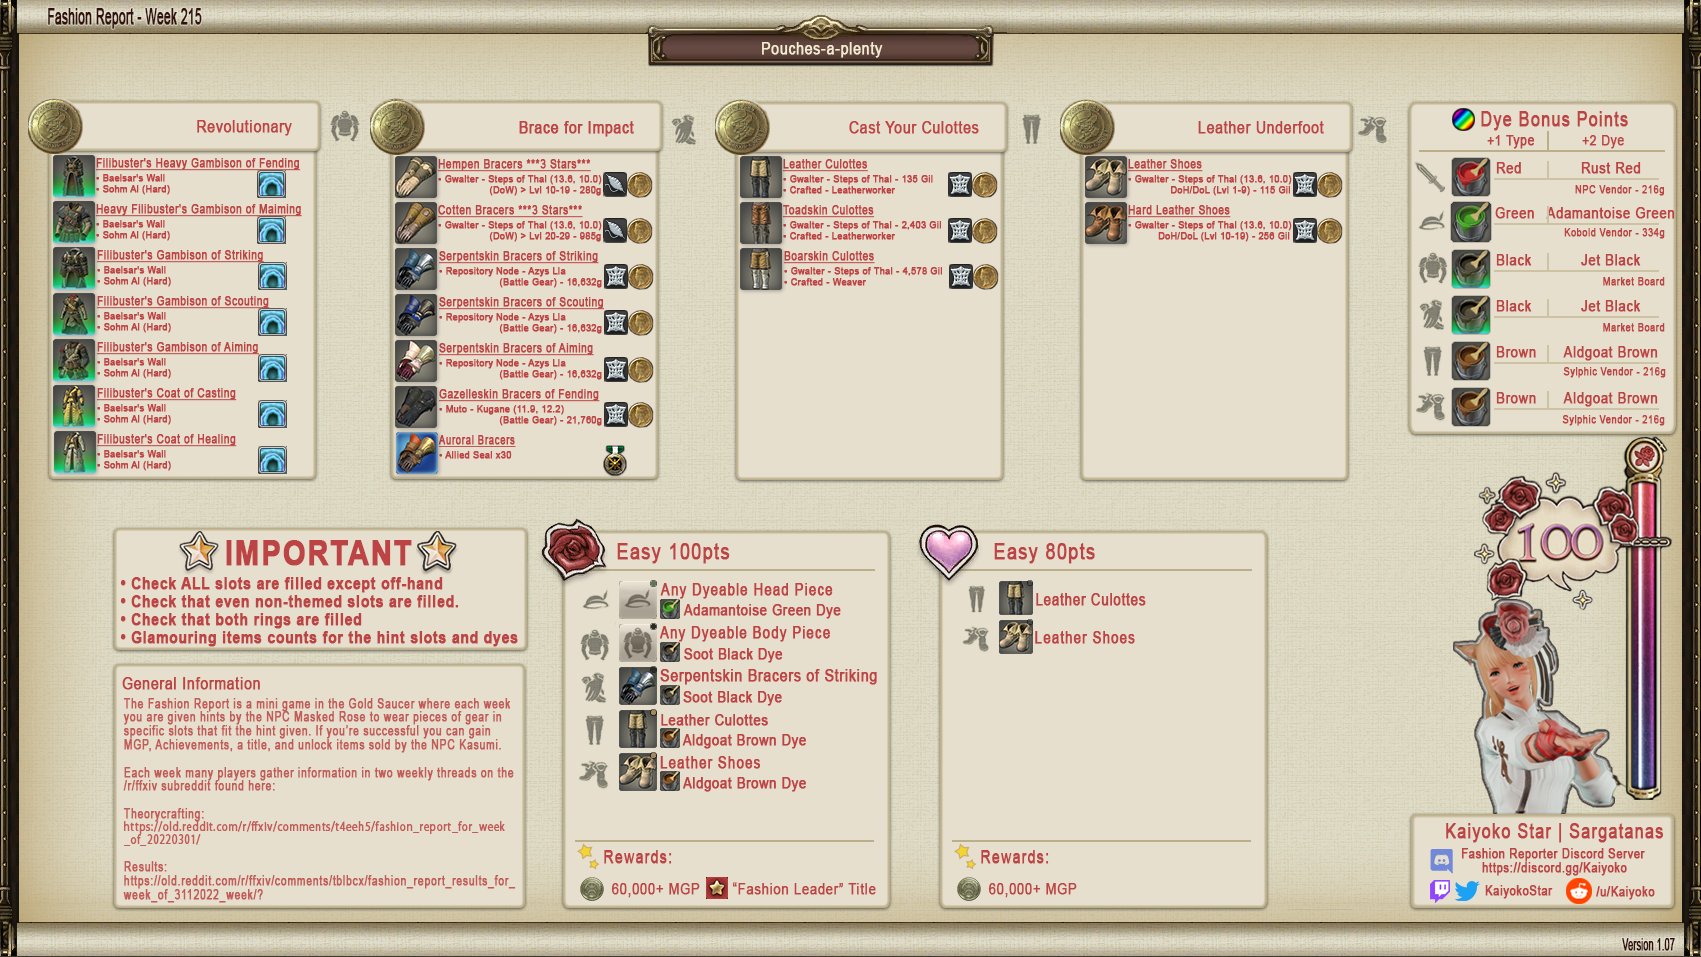 Fashion Report - Week 215
Pouches-a-plenty
Revolutionary
Filibuster's Heavy Gambison of Fending
• Baelsar's Wall
• Sohm Al (Hard)
Heavy Filibuster's Gambison of Maiming
• Baelsar's Wall
• Sohm Al (Hard)
Filibuster's Gambison of Striking
• Baelsar's Wall
• Sohm Al (Hard)
Filibuster's Gambison of Scouting
• Baelsar's Wall
• Sohm Al (Hard)
Filibuster's Gambison of Aiming
• Baelsar's Wall
• Sohm Al (Hard)
Filibuster's Coat of Casting
• Baelsar's Wall
• Sohm Al (Hard)
Filibuster's Coat of Healing
• Baelsar's Wall
• Sohm Al (Hard)
Brace for Impact
Hempen Bracers ***3 Stars***
• Gwalter - Steps of Thal (13.6, 10.0)
(DoW) > Lvl 10-19 - 280g
Cotten Bracers ***3 Stars***
• Gwalter - Steps of Thal (13.6, 10.0)
(DoW) > Lvl 20-29 - 985g
Serpentskin Bracers of Striking
• Repository Node - Azys Lla
(Battle Gear) - 16,632g
Serpentskin Bracers of Scouting
• Repository Node - Azys Lla
(Battle Gear) - 16,632g
Serpentskin Bracers of Aiming
• Repository Node - Azys Lla
(Battle Gear) - 16,632g
Gazelleskin Bracers of Fending
• Muto - Kugane (11.9, 12.2)
(Battle Gear) - 21,760g
Auroral Bracers
• Allied Seal x30
Cast Your Culottes
Leather Culottes
• Gwalter - Steps of Thal - 135 Gil
• Crafted - Leatherworker
Toadskin Culottes
• Gwalter - Steps of Thal - 2,403 Gil
• Crafted - Leatherworker
Boarskin Culottes
• Gwalter - Steps of Thal - 4,578 Gil
• Crafted - Weaver
Leather Underfoot
Leather Shoes
• Gwalter - Steps of Thal (13.6, 10.0)
DoH/DoL (Lvl 1-9) - 115 Gil
Hard Leather Shoes
• Gwalter - Steps of Thal (13.6, 10.0)
DoH/DoL (Lvl 10-19) - 256 Gil
Dye Bonus Points
+1 Type +2 Dye
Red Rust Red
NPC Vendor - 216g
Green Adamantoise Green
Kobold Vendor - 334g
Black Jet Black
Market Board
Black Jet Black
Market Board
Brown Aldgoat Brown
Sylphic Vendor - 216g
Brown Aldgoat Brown
Sylphic Vendor - 216g
IMPORTANT
• Check ALL slots are filled except off-hand
• Check that even non-themed slots are filled.
• Check that both rings are filled
• Glamouring items counts for the hint slots and dyes
General Information
The Fashion Report is a mini game in the Gold Saucer where each week
you are given hints by the NPC Masked Rose to wear pieces of gear in
specific slots that fit the hint given. If you're successful you can gain
MGP, Achievements, a title, and unlock items sold by the NPC Kasumi.
Each week many players gather information in two weekly threads on the
/r/ffxiv subreddit found here:
Theorycrafting:
https://old.reddit.com/r/ffxiv/comments/t4eeh5/fashion_report_for_week
_of_20220301/
Results:
https://old.reddit.com/r/ffxiv/comments/tblbcx/fashion_report_results_for_
week_of_3112022_week/?
Easy 100pts
Any Dyeable Head Piece
Adamantoise Green Dye
Any Dyeable Body Piece
Soot Black Dye
Serpentskin Bracers of Striking
Soot Black Dye
Leather Culottes
Aldgoat Brown Dye
Leather Shoes
Aldgoat Brown Dye
Rewards:
60,000+ MGP "Fashion Leader" Title
Easy 80pts
Leather Culottes
Leather Shoes
Rewards:
60,000+ MGP
100
Kaiyoko Star | Sargatanas
Fashion Reporter Discord Server
https://discord.gg/Kaiyoko
KaiyokoStar /u/Kaiyoko
Version 1.07